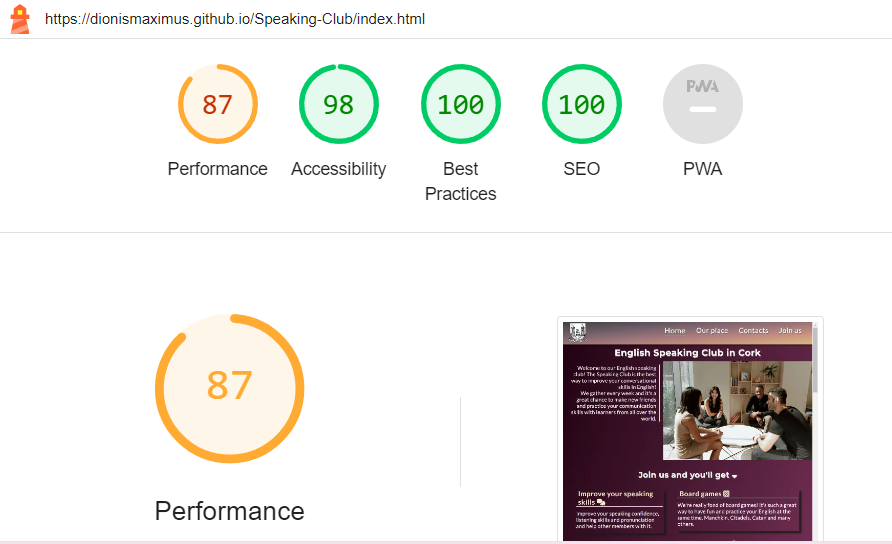 https://dionismaximus.github.io/Speaking-Club/index.html
87
98
100
100
PWA
Performance
Accessibility
Best
Practices
SEO
PWA
87
Performance
Home
Our place
Contacts
Join us
English Speaking Club in Cork
Welcome to our English speaking
club! The Speaking Club is the best
way to improve your conversational
skills in English!
We gather every week and it's a
great chance to make new friends
and practice your communication
skills with learners from all over the
world.
Join us and you'll get
Improve your speaking
skills
Improve your speaking confidence,
listening skills and pronunciation
and help other members with it.
Board games
We're really fond of board games! It's such a great
way to have fun and practice your English at the
same time. Manchkin, Citadels, Catan and many
others.